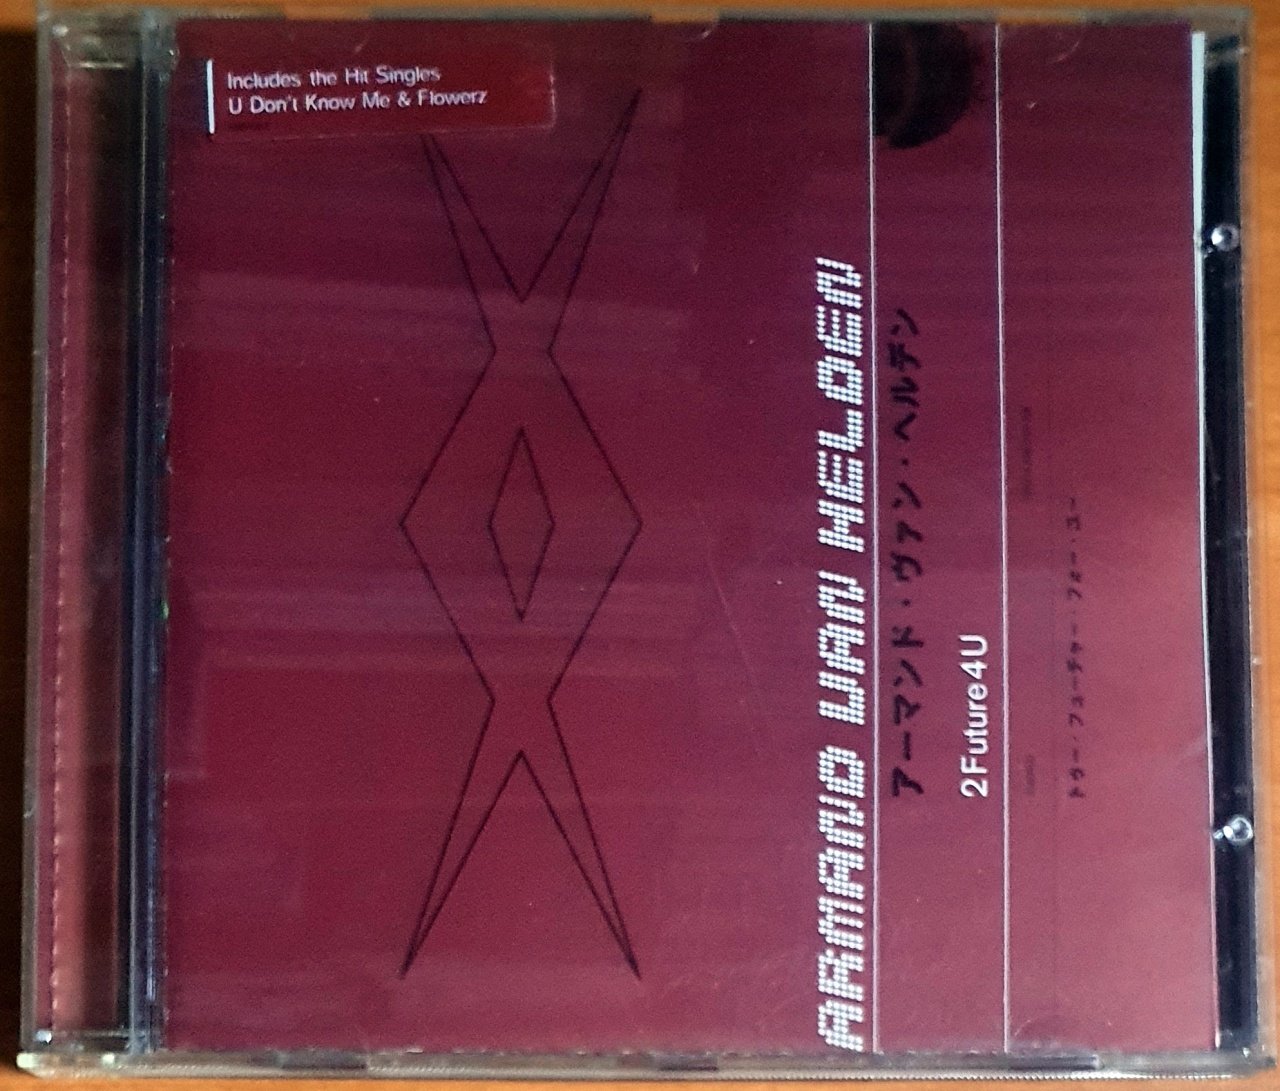 Includes the Hit Singles
U Don't Know Me & Flowerz
ARMAND VAN HELDEN
アーマンド・ヴァン・ヘルデン
2Future4U
トゥー・フューチャー・フォー・ユー